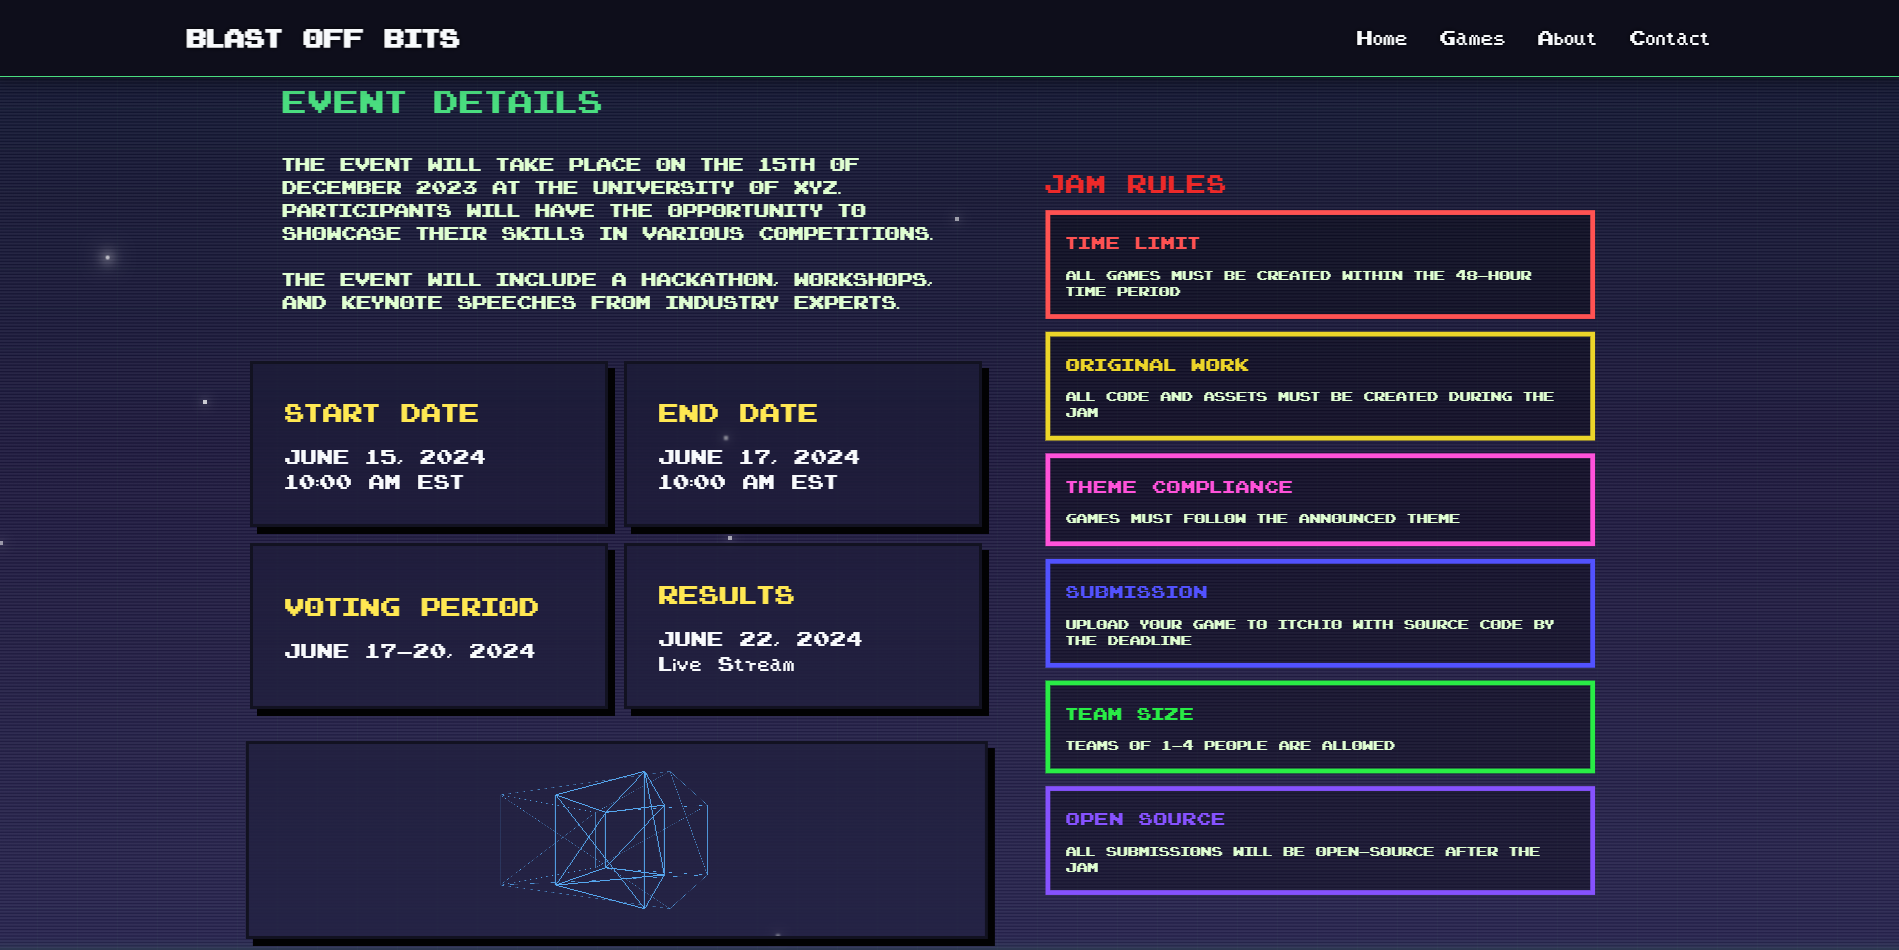 BLAST OFF BITS
Home Games About Contact
EVENT DETAILS
THE EVENT WILL TAKE PLACE ON THE 15TH OF
DECEMBER 2023 AT THE UNIVERSITY OF XYZ.
PARTICIPANTS WILL HAVE THE OPPORTUNITY TO
SHOWCASE THEIR SKILLS IN VARIOUS COMPETITIONS.
THE EVENT WILL INCLUDE A HACKATHON, WORKSHOPS,
AND KEYNOTE SPEECHES FROM INDUSTRY EXPERTS.
START DATE
JUNE 15, 2024
10:00 AM EST
END DATE
JUNE 17, 2024
10:00 AM EST
VOTING PERIOD
JUNE 17-20, 2024
RESULTS
JUNE 22, 2024
Live Stream
JAM RULES
TIME LIMIT
ALL GAMES MUST BE CREATED WITHIN THE 48-HOUR
TIME PERIOD
ORIGINAL WORK
ALL CODE AND ASSETS MUST BE CREATED DURING THE
JAM
THEME COMPLIANCE
GAMES MUST FOLLOW THE ANNOUNCED THEME
SUBMISSION
UPLOAD YOUR GAME TO ITCH.IO WITH SOURCE CODE BY
THE DEADLINE
TEAM SIZE
TEAMS OF 1-4 PEOPLE ARE ALLOWED
OPEN SOURCE
ALL SUBMISSIONS WILL BE OPEN-SOURCE AFTER THE
JAM